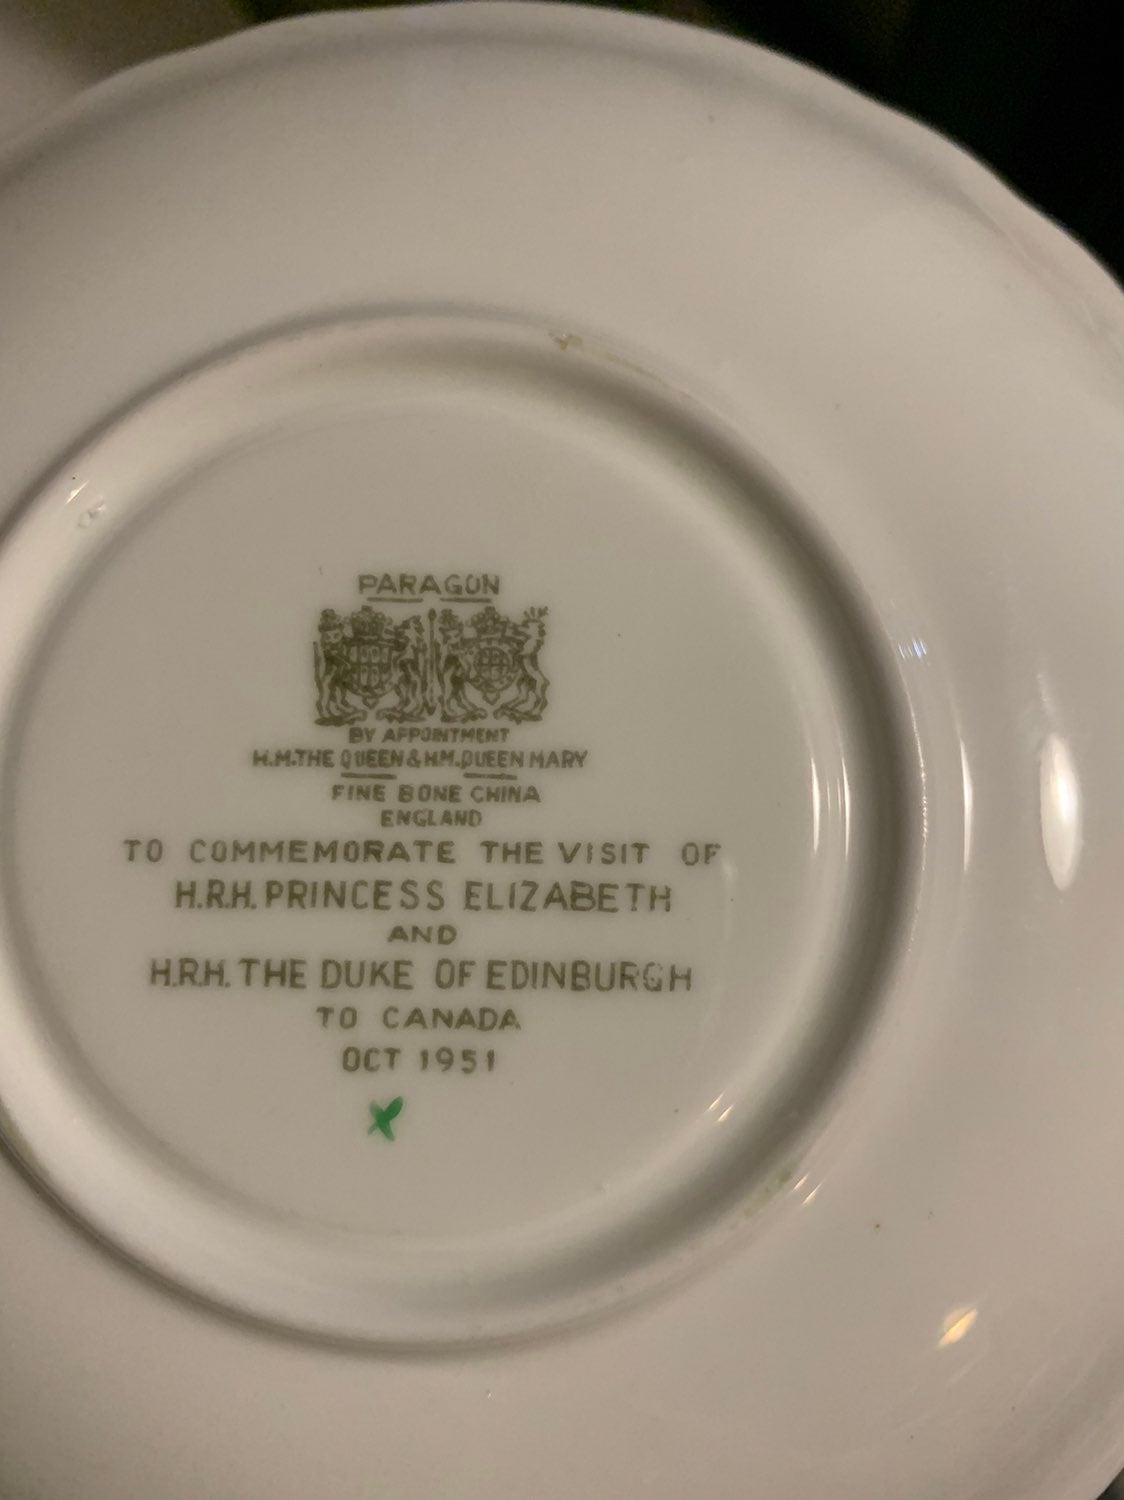 PARAGON
BY APPOINTMENT
H.M.THE QUEEN & H.M.QUEEN MARY
FINE BONE CHINA
ENGLAND
TO COMMEMORATE THE VISIT OF
H.R.H. PRINCESS ELIZABETH
AND
H.R.H. THE DUKE OF EDINBURGH
TO CANADA
OCT 1951